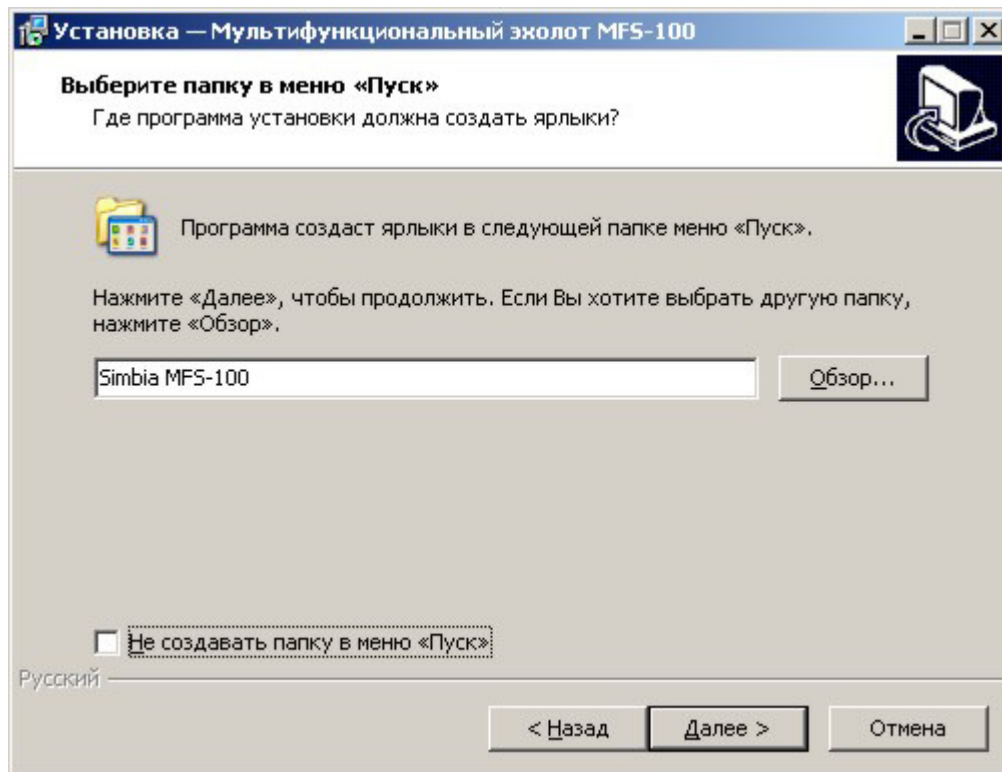 Установка — Мультифункциональный эхолот MFS-100
Выберите папку в меню «Пуск»
Где программа установки должна создать ярлыки?
Программа создаст ярлыки в следующей папке меню «Пуск».
Нажмите «Далее», чтобы продолжить. Если Вы хотите выбрать другую папку,
нажмите «Обзор».
Simbia MFS-100
Обзор...
Не создавать папку в меню «Пуск»
Русский
< Назад
Далее >
Отмена